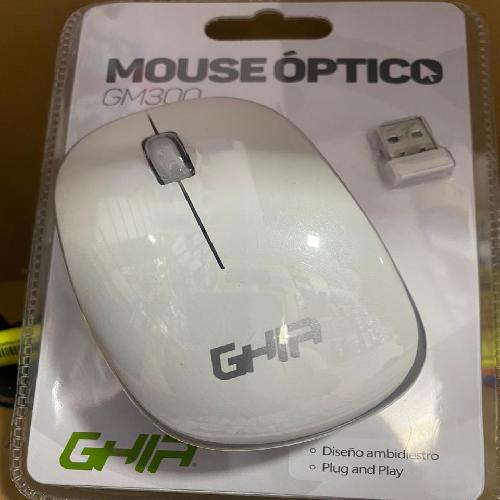 MOUSE ÓPTICO
GM300
GHIA
GHIA®
Diseño ambidiestro
Plug and Play